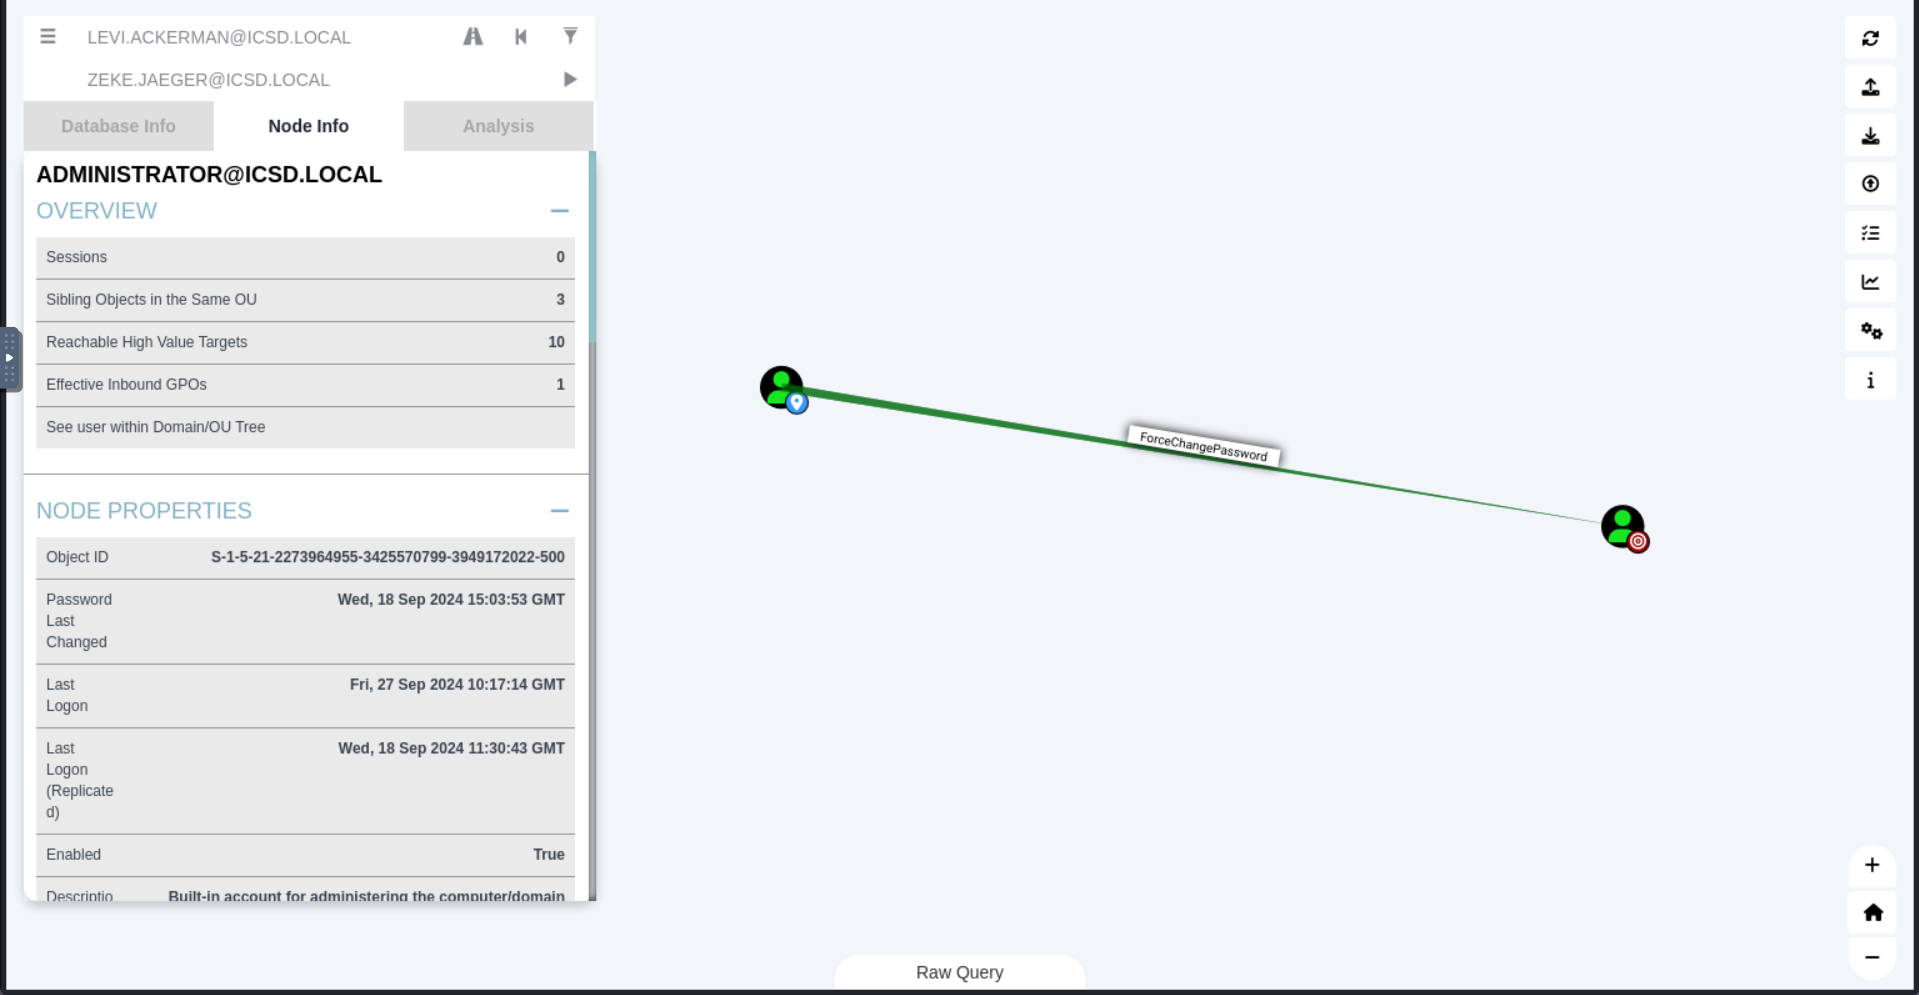 LEVI.ACKERMAN@ICSD.LOCAL
ZEKE.JAEGER@ICSD.LOCAL
Database Info
Node Info
Analysis
ADMINISTRATOR@ICSD.LOCAL
OVERVIEW
Sessions 0
Sibling Objects in the Same OU 3
Reachable High Value Targets 10
Effective Inbound GPOs 1
See user within Domain/OU Tree
NODE PROPERTIES
Object ID S-1-5-21-2273964955-3425570799-3949172022-500
Password Wed, 18 Sep 2024 15:03:53 GMT
Last
Changed
Last Fri, 27 Sep 2024 10:17:14 GMT
Logon
Last Wed, 18 Sep 2024 11:30:43 GMT
Logon
(Replicate
d)
Enabled True
Descriptio Built-in account for administering the computer/domain
ForceChangePassword
Raw Query